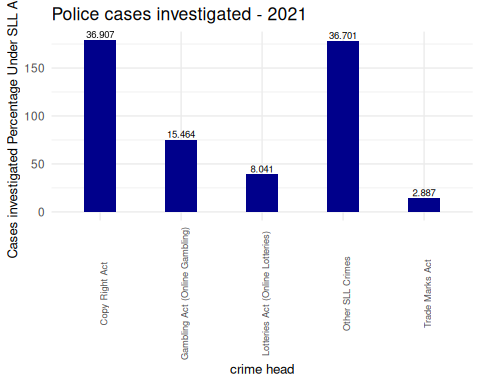 Police cases investigated - 2021
Cases investigated Percentage Under SLL A
150
100
50
0
36.907
15.464
8.041
36.701
2.887
Copy Right Act
Gambling Act (Online Gambling)
Lotteries Act (Online Lotteries)
Other SLL Crimes
Trade Marks Act
crime head